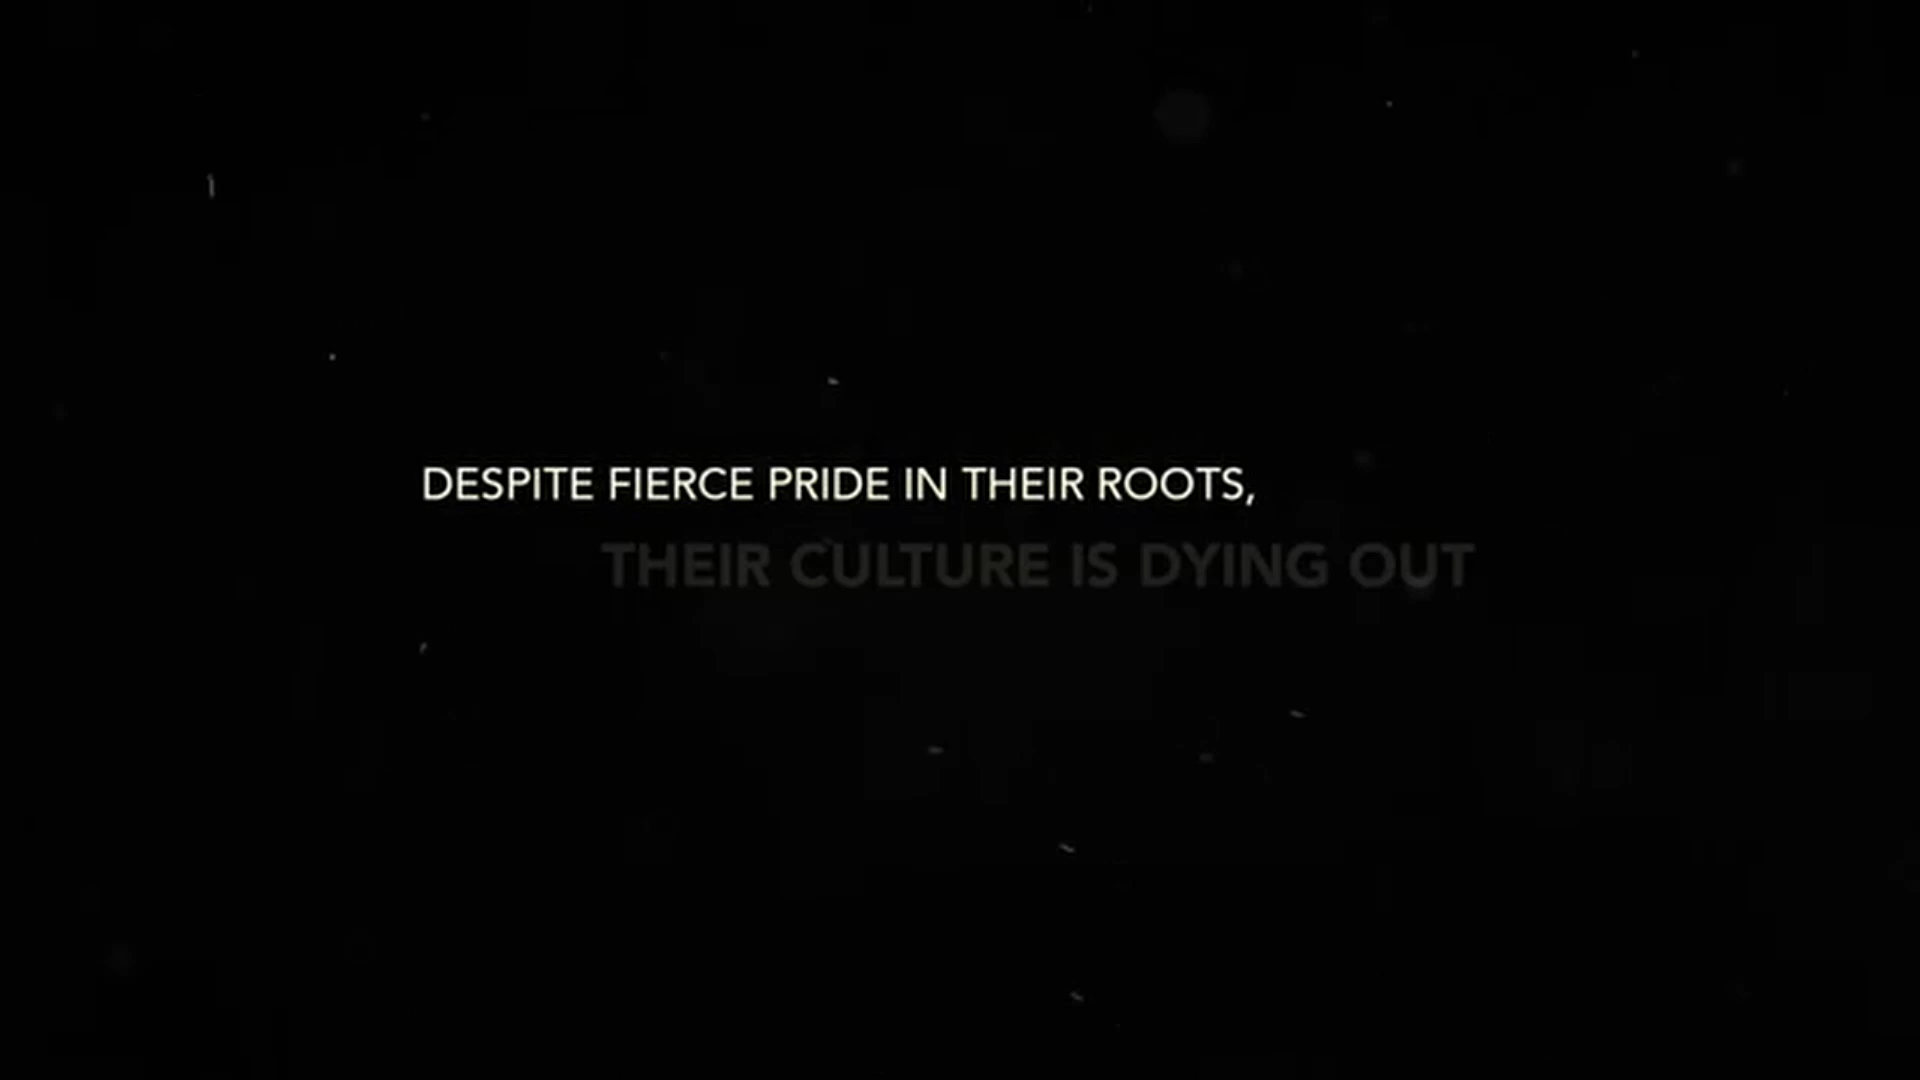 DESPITE FIERCE PRIDE IN THEIR ROOTS,
THEIR CULTURE IS DYING OUT